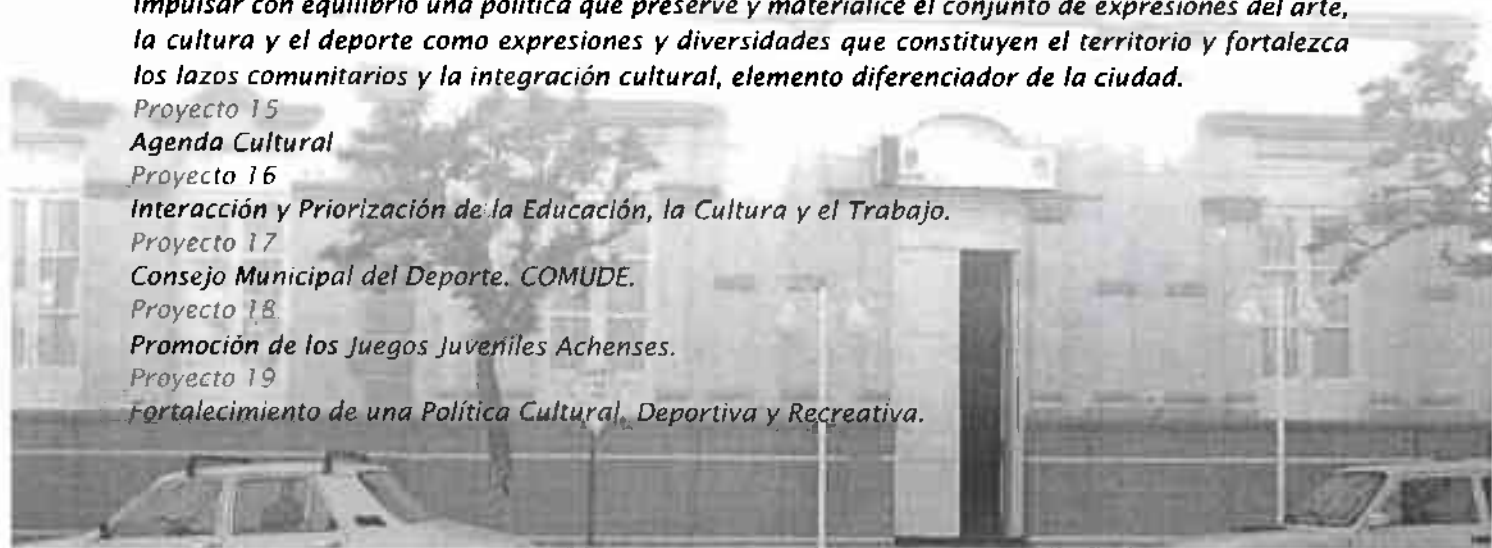 Impulsar con equilibrio una política que preserve y materialice el conjunto de expresiones del arte,
la cultura y el deporte como expresiones y diversidades que constituyen el territorio y fortalezca
los lazos comunitarios y la integración cultural, elemento diferenciador de la ciudad.
Proyecto 15
Agenda Cultural
Proyecto 16
Interacción y Priorización de la Educación, la Cultura y el Trabajo.
Proyecto 17
Consejo Municipal del Deporte. COMUDE.
Proyecto 18
Promoción de los Juegos Juveniles Achenses.
Proyecto 19
Fortalecimiento de una Política Cultural, Deportiva y Recreativa.